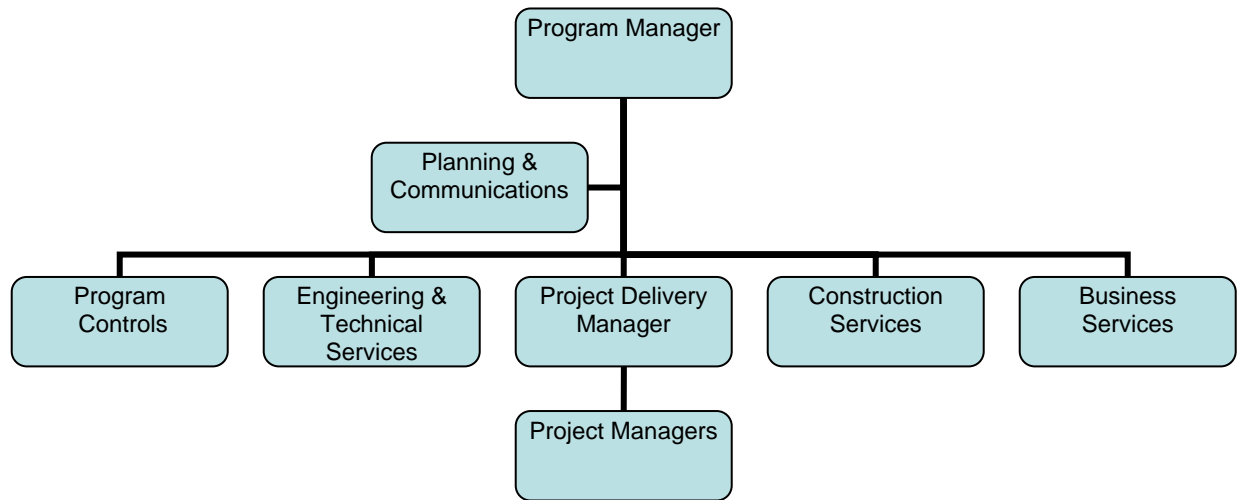 Program Manager
Planning &
Communications
Program
Controls
Engineering &
Technical
Services
Project Delivery
Manager
Construction
Services
Business
Services
Project Managers